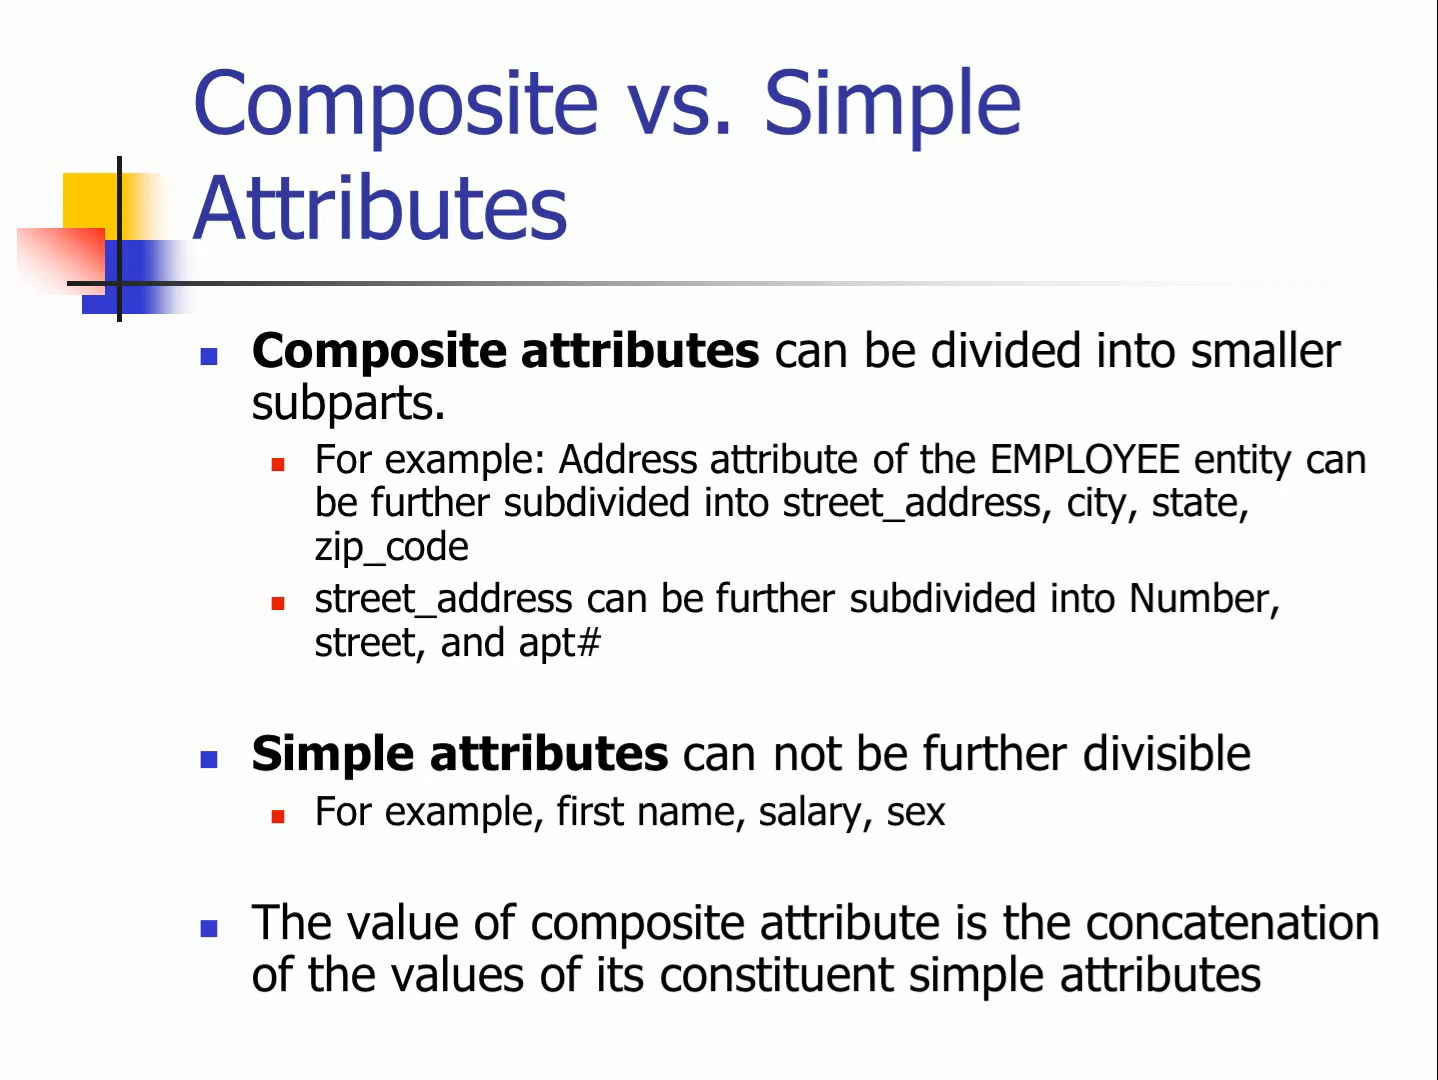 Composite vs. Simple
Attributes
Composite attributes can be divided into smaller
subparts.
For example: Address attribute of the EMPLOYEE entity can
be further subdivided into street_address, city, state,
zip_code
street_address can be further subdivided into Number,
street, and apt#
Simple attributes can not be further divisible
For example, first name, salary, sex
The value of composite attribute is the concatenation
of the values of its constituent simple attributes